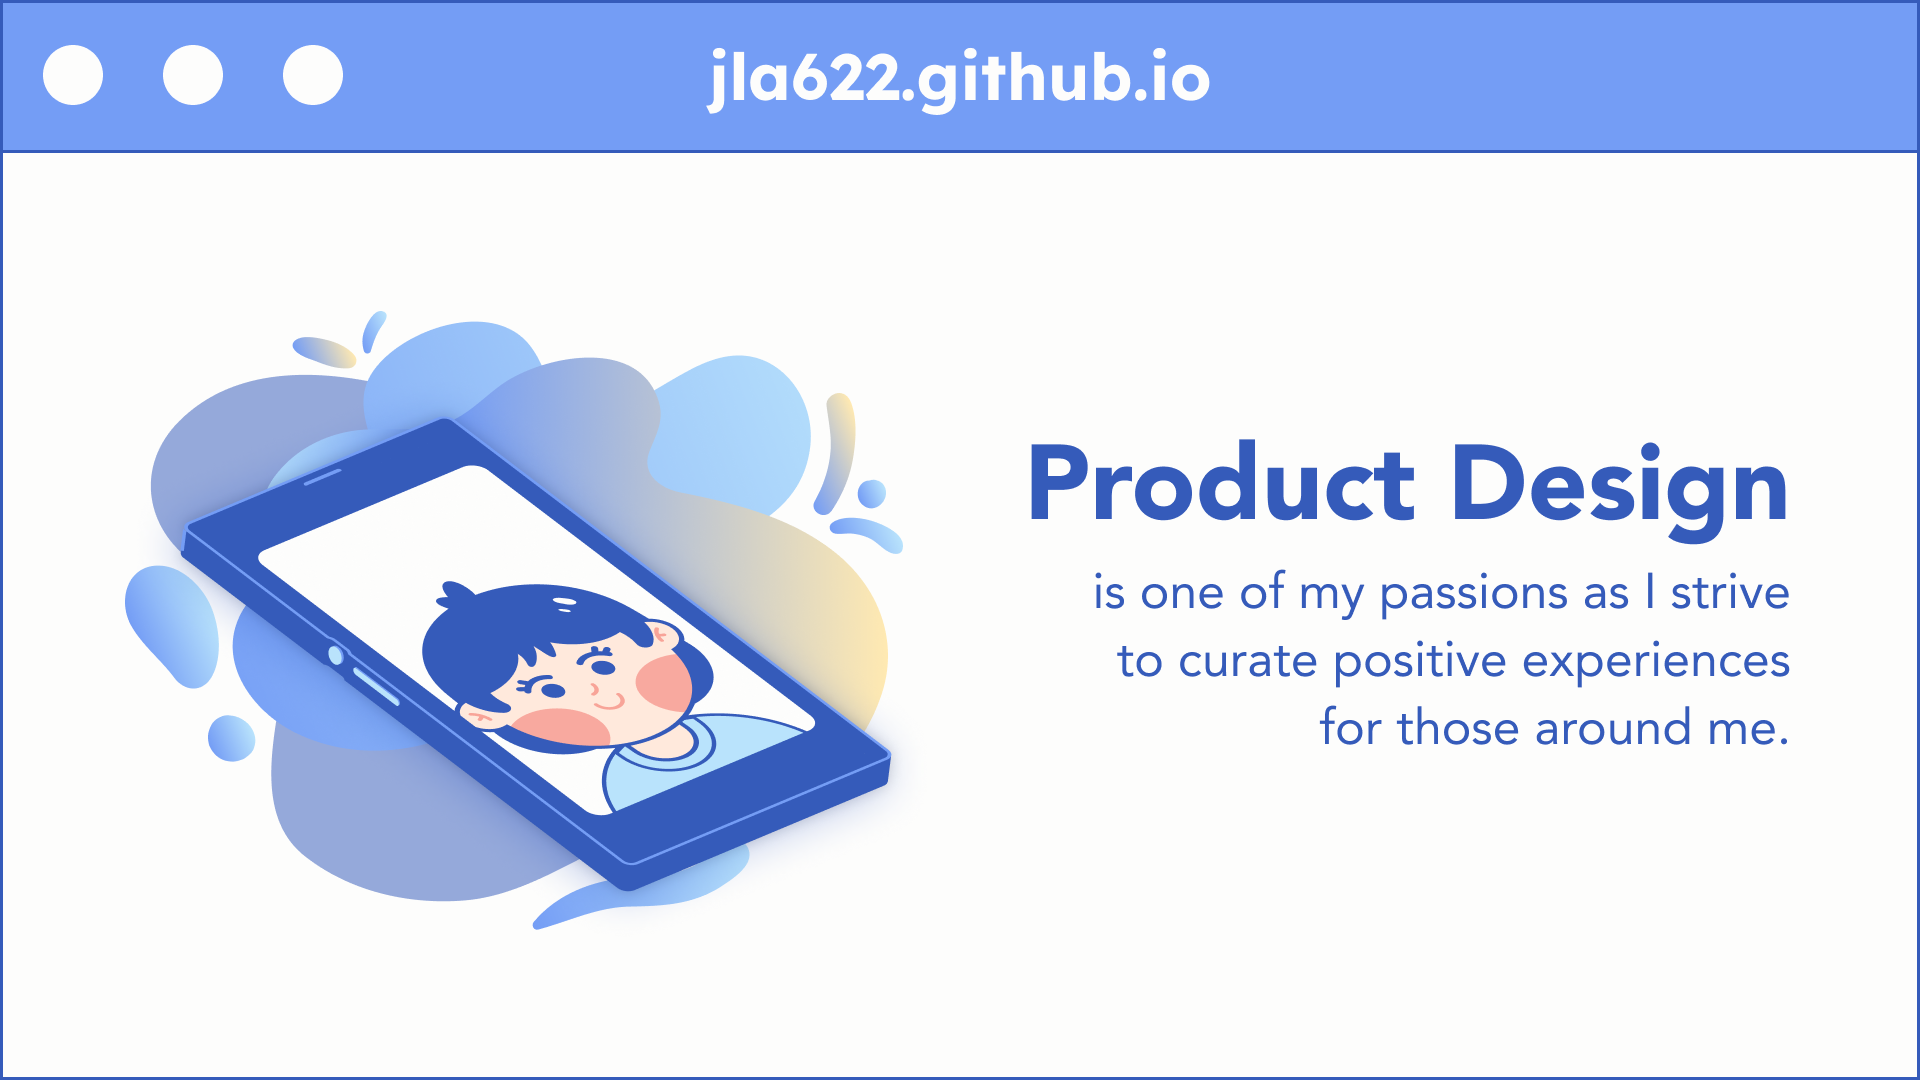 jla622.github.io
Product Design
is one of my passions as I strive
to curate positive experiences
for those around me.